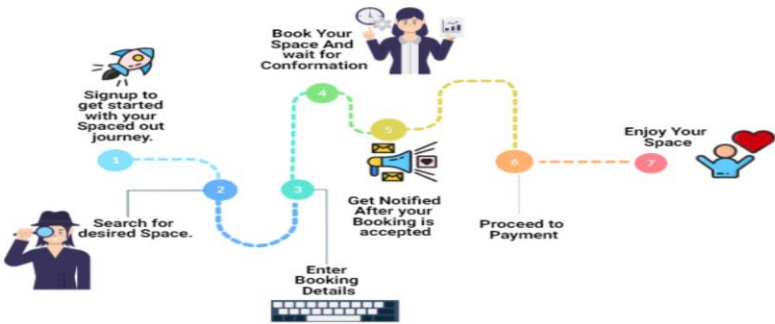 Signup to
get started
with your
Spaced out
journey.
1
2
Search for
desired Space.
3
Enter
Booking
Details
4
Book Your
Space And
wait for
Conformation
5
Get Notified
After your
Booking is
accepted
6
Proceed to
Payment
7
Enjoy Your
Space